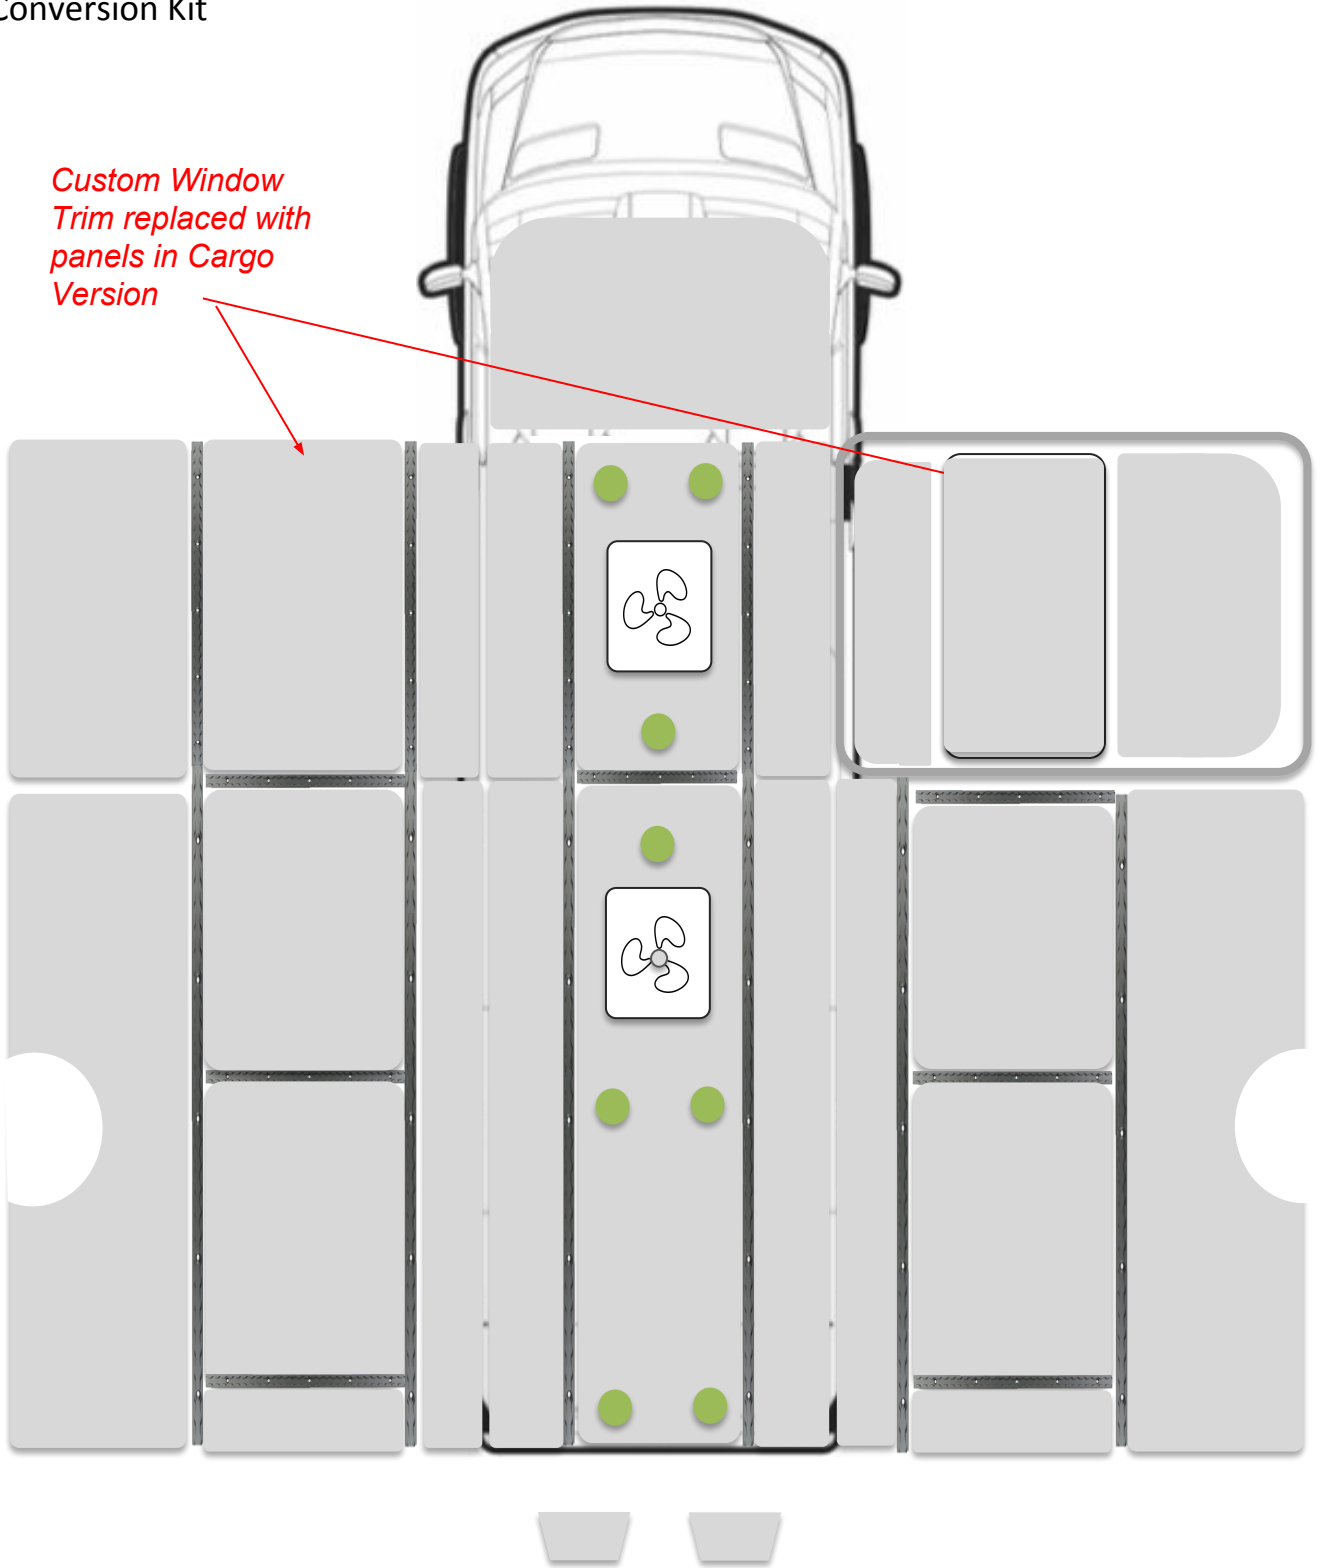 Conversion Kit
Custom Window
Trim replaced with
panels in Cargo
Version